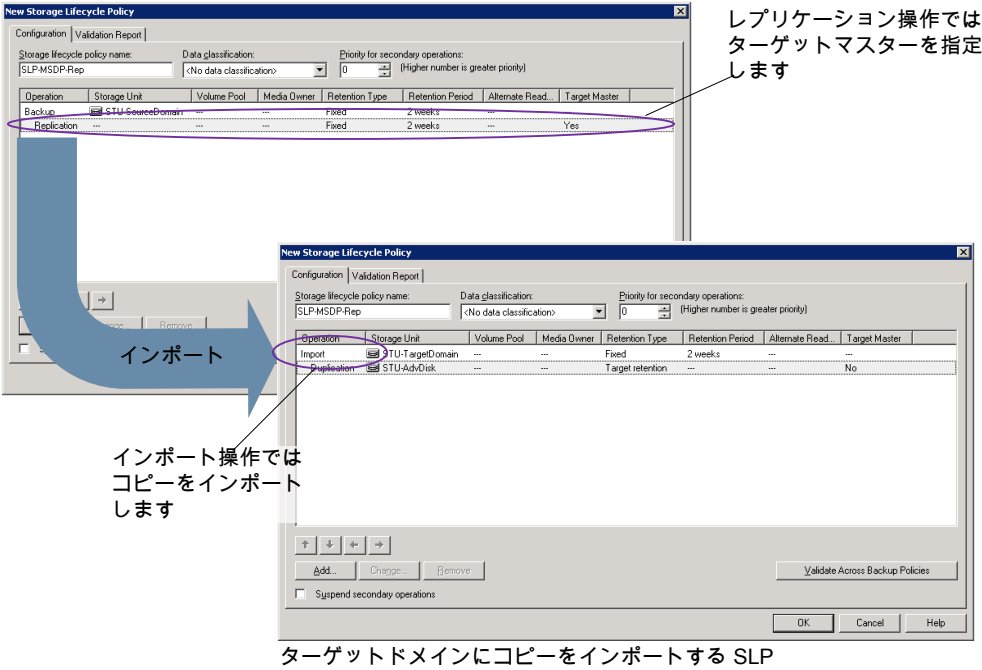 New Storage Lifecycle Policy
Configuration Validation Report
Storage lifecycle policy name: Data classification: Priority for secondary operations:
SLP-MSDP-Rep <No data classification> 0 (Higher number is greater priority)
Operation Storage Unit Volume Pool Media Owner Retention Type Retention Period Alternate Read... Target Master
Backup STU-SourceDomain --- --- Fixed 2 weeks ---
Replication --- --- --- Fixed 2 weeks --- Yes
レプリケーション操作では
ターゲットマスターを指定
します
Remove
インポート
New Storage Lifecycle Policy
Configuration Validation Report
Storage lifecycle policy name: Data classification: Priority for secondary operations:
SLP-MSDP-Rep <No data classification> 0 (Higher number is greater priority)
Operation Storage Unit Volume Pool Media Owner Retention Type Retention Period Alternate Read... Target Master
Import STU-TargetDomain --- --- Fixed 2 weeks --- ---
Duplication STU-AdvDisk --- --- Target retention --- --- No
インポート操作では
コピーをインポート
します
Add... Change... Remove Validate Across Backup Policies
Suspend secondary operations
OK Cancel Help
ターゲットドメインにコピーをインポートする SLP